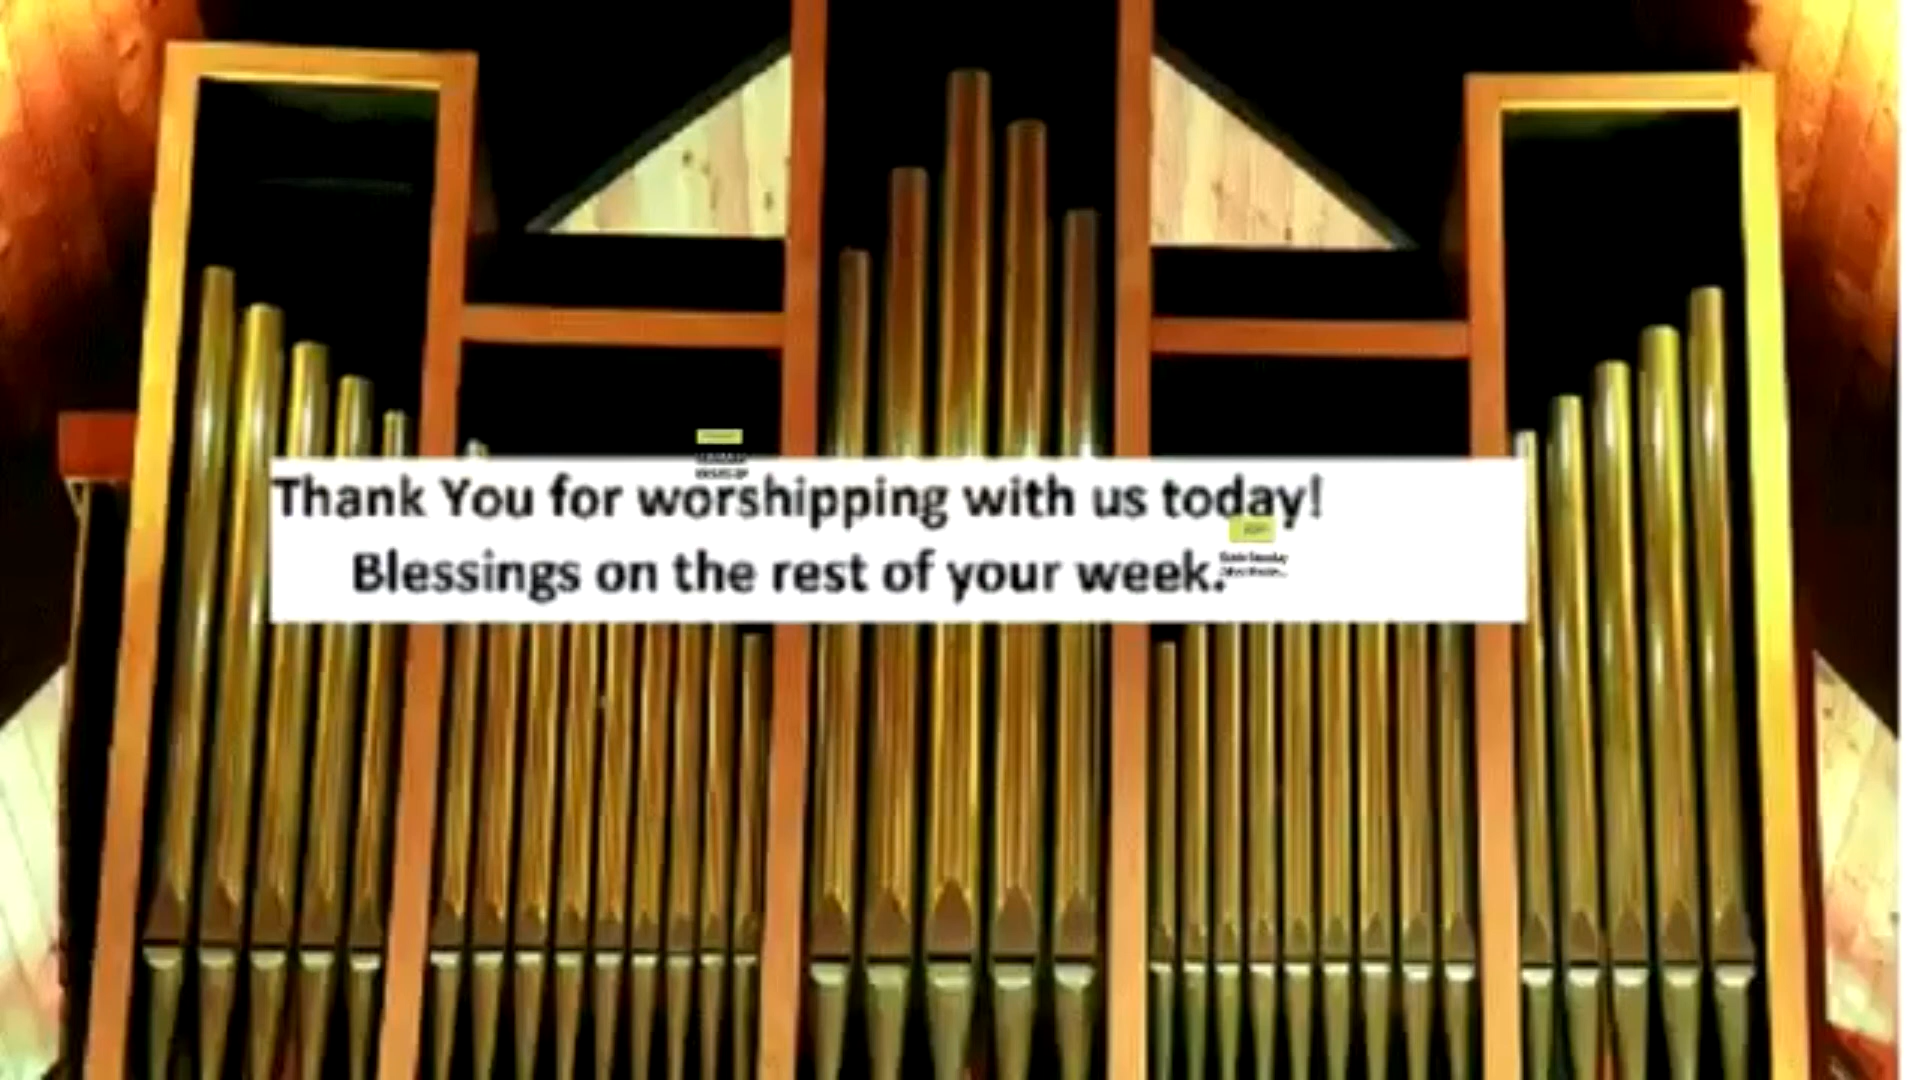 Thank You for worshipping with us today!
Blessings on the rest of your week.